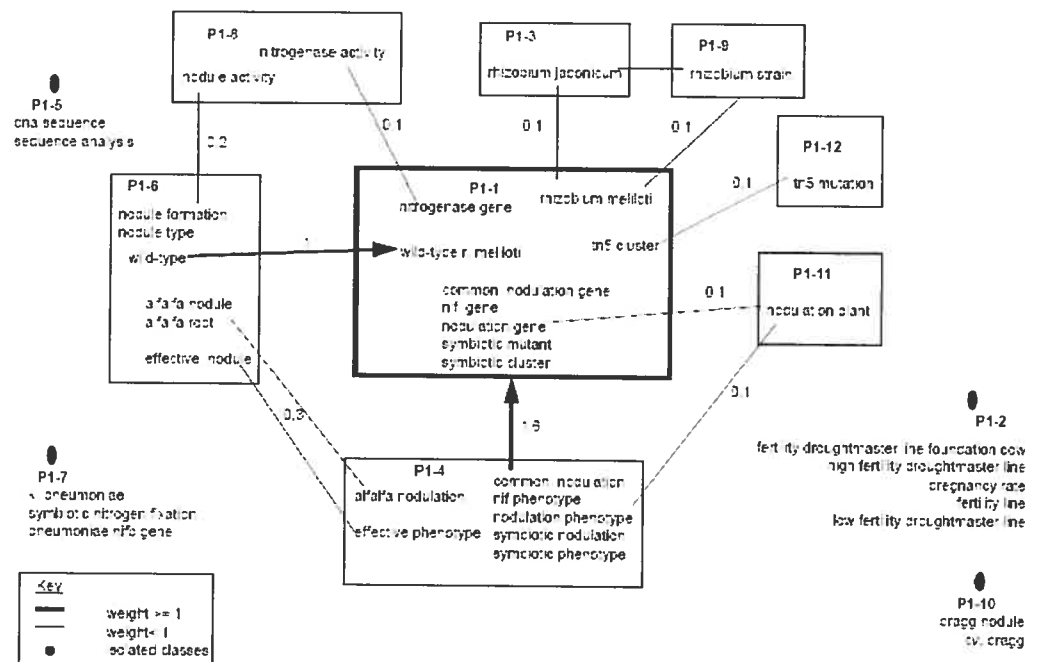 P1-8
nitrogenase activity
nodule activity
P1-3
rhizobium japonicum
P1-9
rhizobium strain
P1-5
dna sequence
sequence analysis
0.2
0.1
0.1
0.1
P1-12
tn5 mutation
0.1
P1-6
nodule formation
nodule type
wild-type
alfalfa nodule
alfalfa root
effective nodule
1
P1-1
nitrogenase gene
rhizobium meliloti
wild-type r. meliloti
tn5 cluster
common nodulation gene
nif gene
nodulation gene
symbiotic mutant
symbiotic cluster
P1-11
nodulation plant
0.1
0.1
0.3
1.6
P1-2
fertility droughtmaster line foundation cow
high fertility droughtmaster line
pregnancy rate
fertility line
low fertility droughtmaster line
P1-7
k. pneumoniae
symbiotic nitrogen fixation
pneumoniae nifb gene
P1-4
alfalfa nodulation
effective phenotype
common nodulation
nif phenotype
nodulation phenotype
symbiotic nodulation
symbiotic phenotype
Key
weight >= 1
weight< 1
isolated classes
P1-10
cragg nodule
cv. cragg